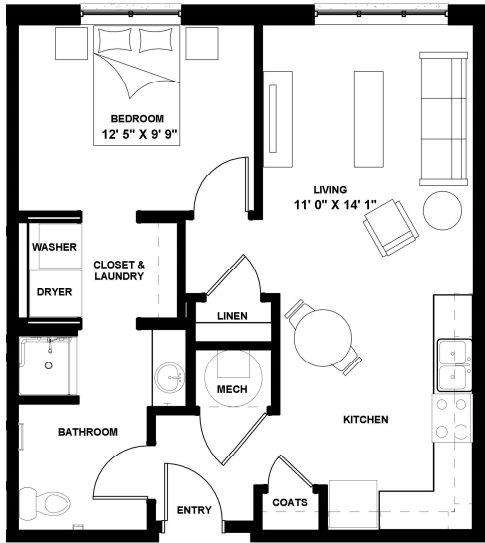 BEDROOM
12' 5" X 9' 9"
LIVING
11' 0" X 14' 1"
WASHER
CLOSET &
LAUNDRY
DRYER
LINEN
MECH
KITCHEN
BATHROOM
ENTRY
COATS